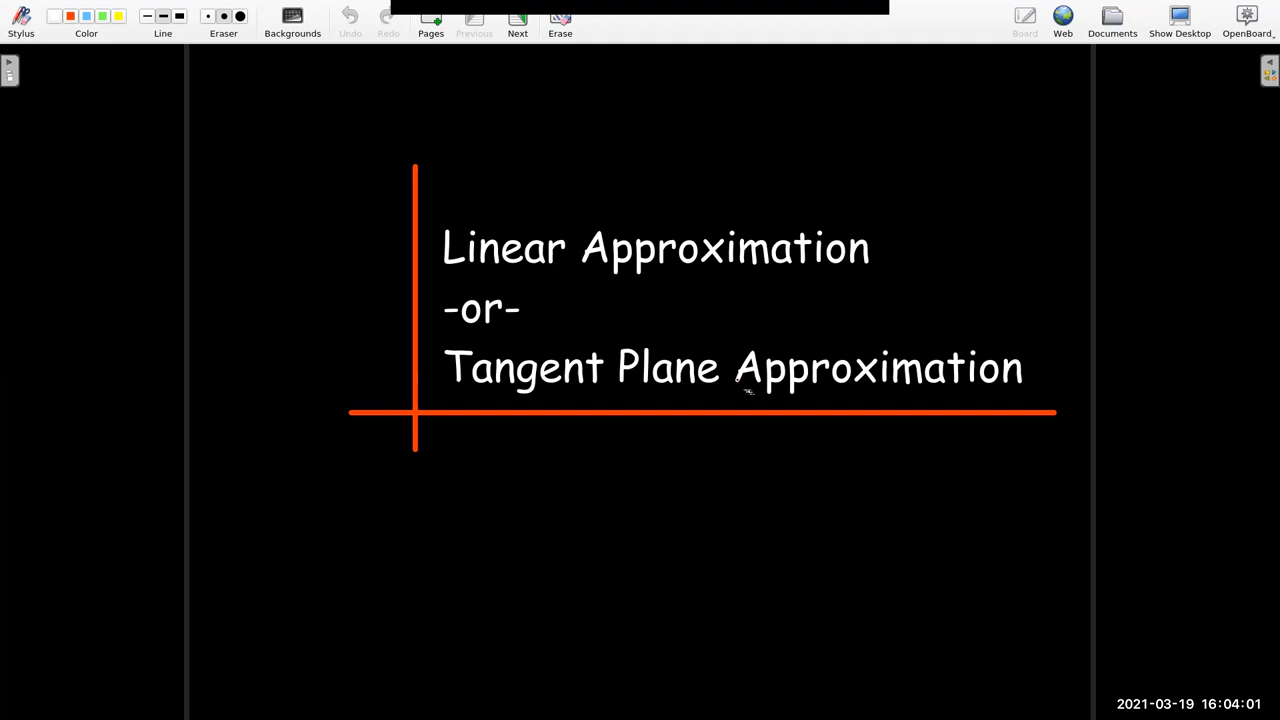 Stylus Color Line Eraser Backgrounds Undo Redo Pages Previous Next Erase Board Web Documents Show Desktop OpenBoard
Linear Approximation
-or-
Tangent Plane Approximation
2021-03-19 16:04:01